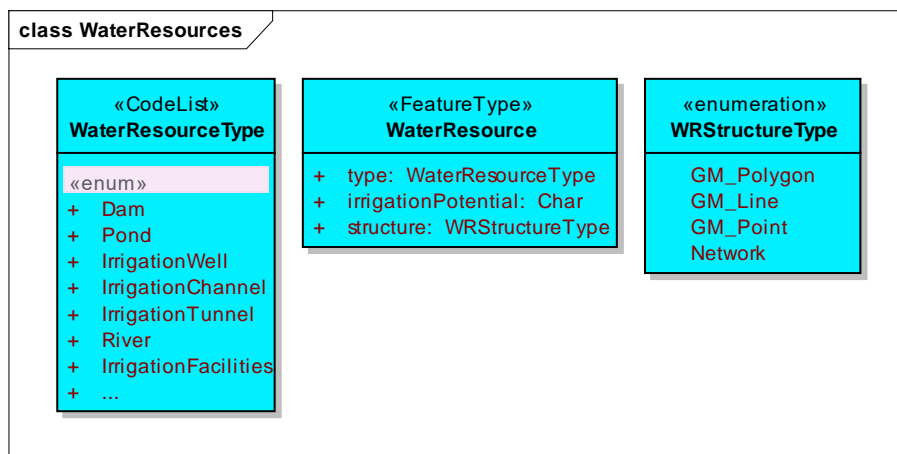 class WaterResources
«CodeList»
WaterResourceType
«enum»
+ Dam
+ Pond
+ IrrigationWell
+ IrrigationChannel
+ IrrigationTunnel
+ River
+ IrrigationFacilities
+ ...
«FeatureType»
WaterResource
+ type: WaterResourceType
+ irrigationPotential: Char
+ structure: WRStructureType
«enumeration»
WRStructureType
GM_Polygon
GM_Line
GM_Point
Network